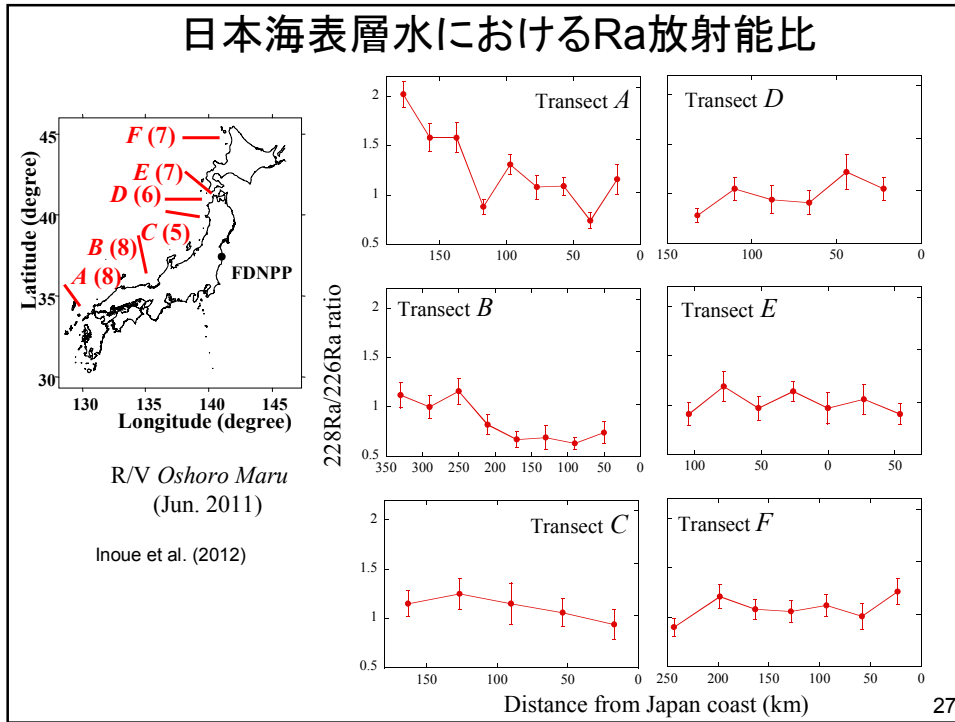 日本海表層水におけるRa放射能比
Latitude (degree)
45
40
35
30
F (7)
E (7)
D (6)
C (5)
B (8)
A (8)
FDNPP
130 135 140 145
Longitude (degree)
R/V Oshoro Maru
(Jun. 2011)
Inoue et al. (2012)
228Ra/226Ra ratio
Transect A
2
1.5
1
0.5
150 100 50 0
Transect D
150 100 50 0
Transect B
2
1.5
1
0.5
350 300 250 200 150 100 50 0
Transect E
100 50 0 50
Transect C
2
1.5
1
0.5
150 100 50 0
Transect F
250 200 150 100 50 0
Distance from Japan coast (km)
27